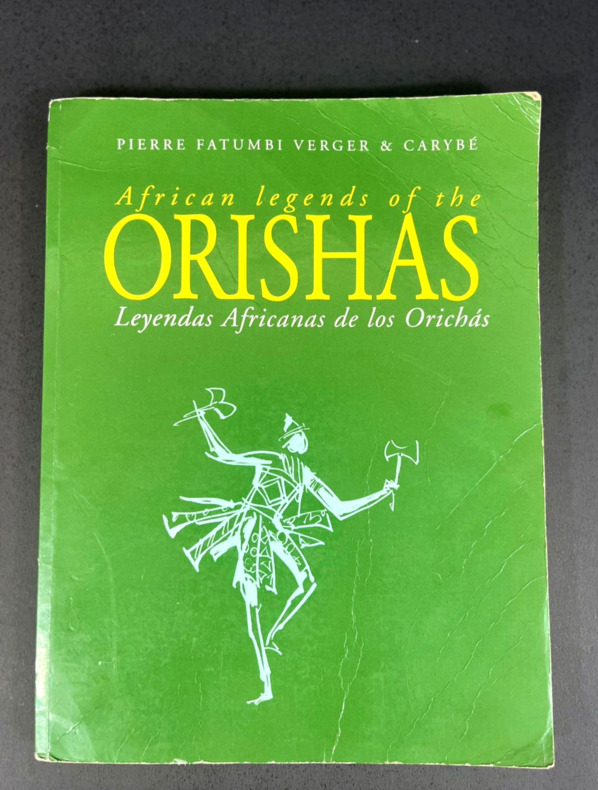 PIERRE FATUMBI VERGER & CARYBÉ
African legends of the
ORISHAS
Leyendas Africanas de los Orichás